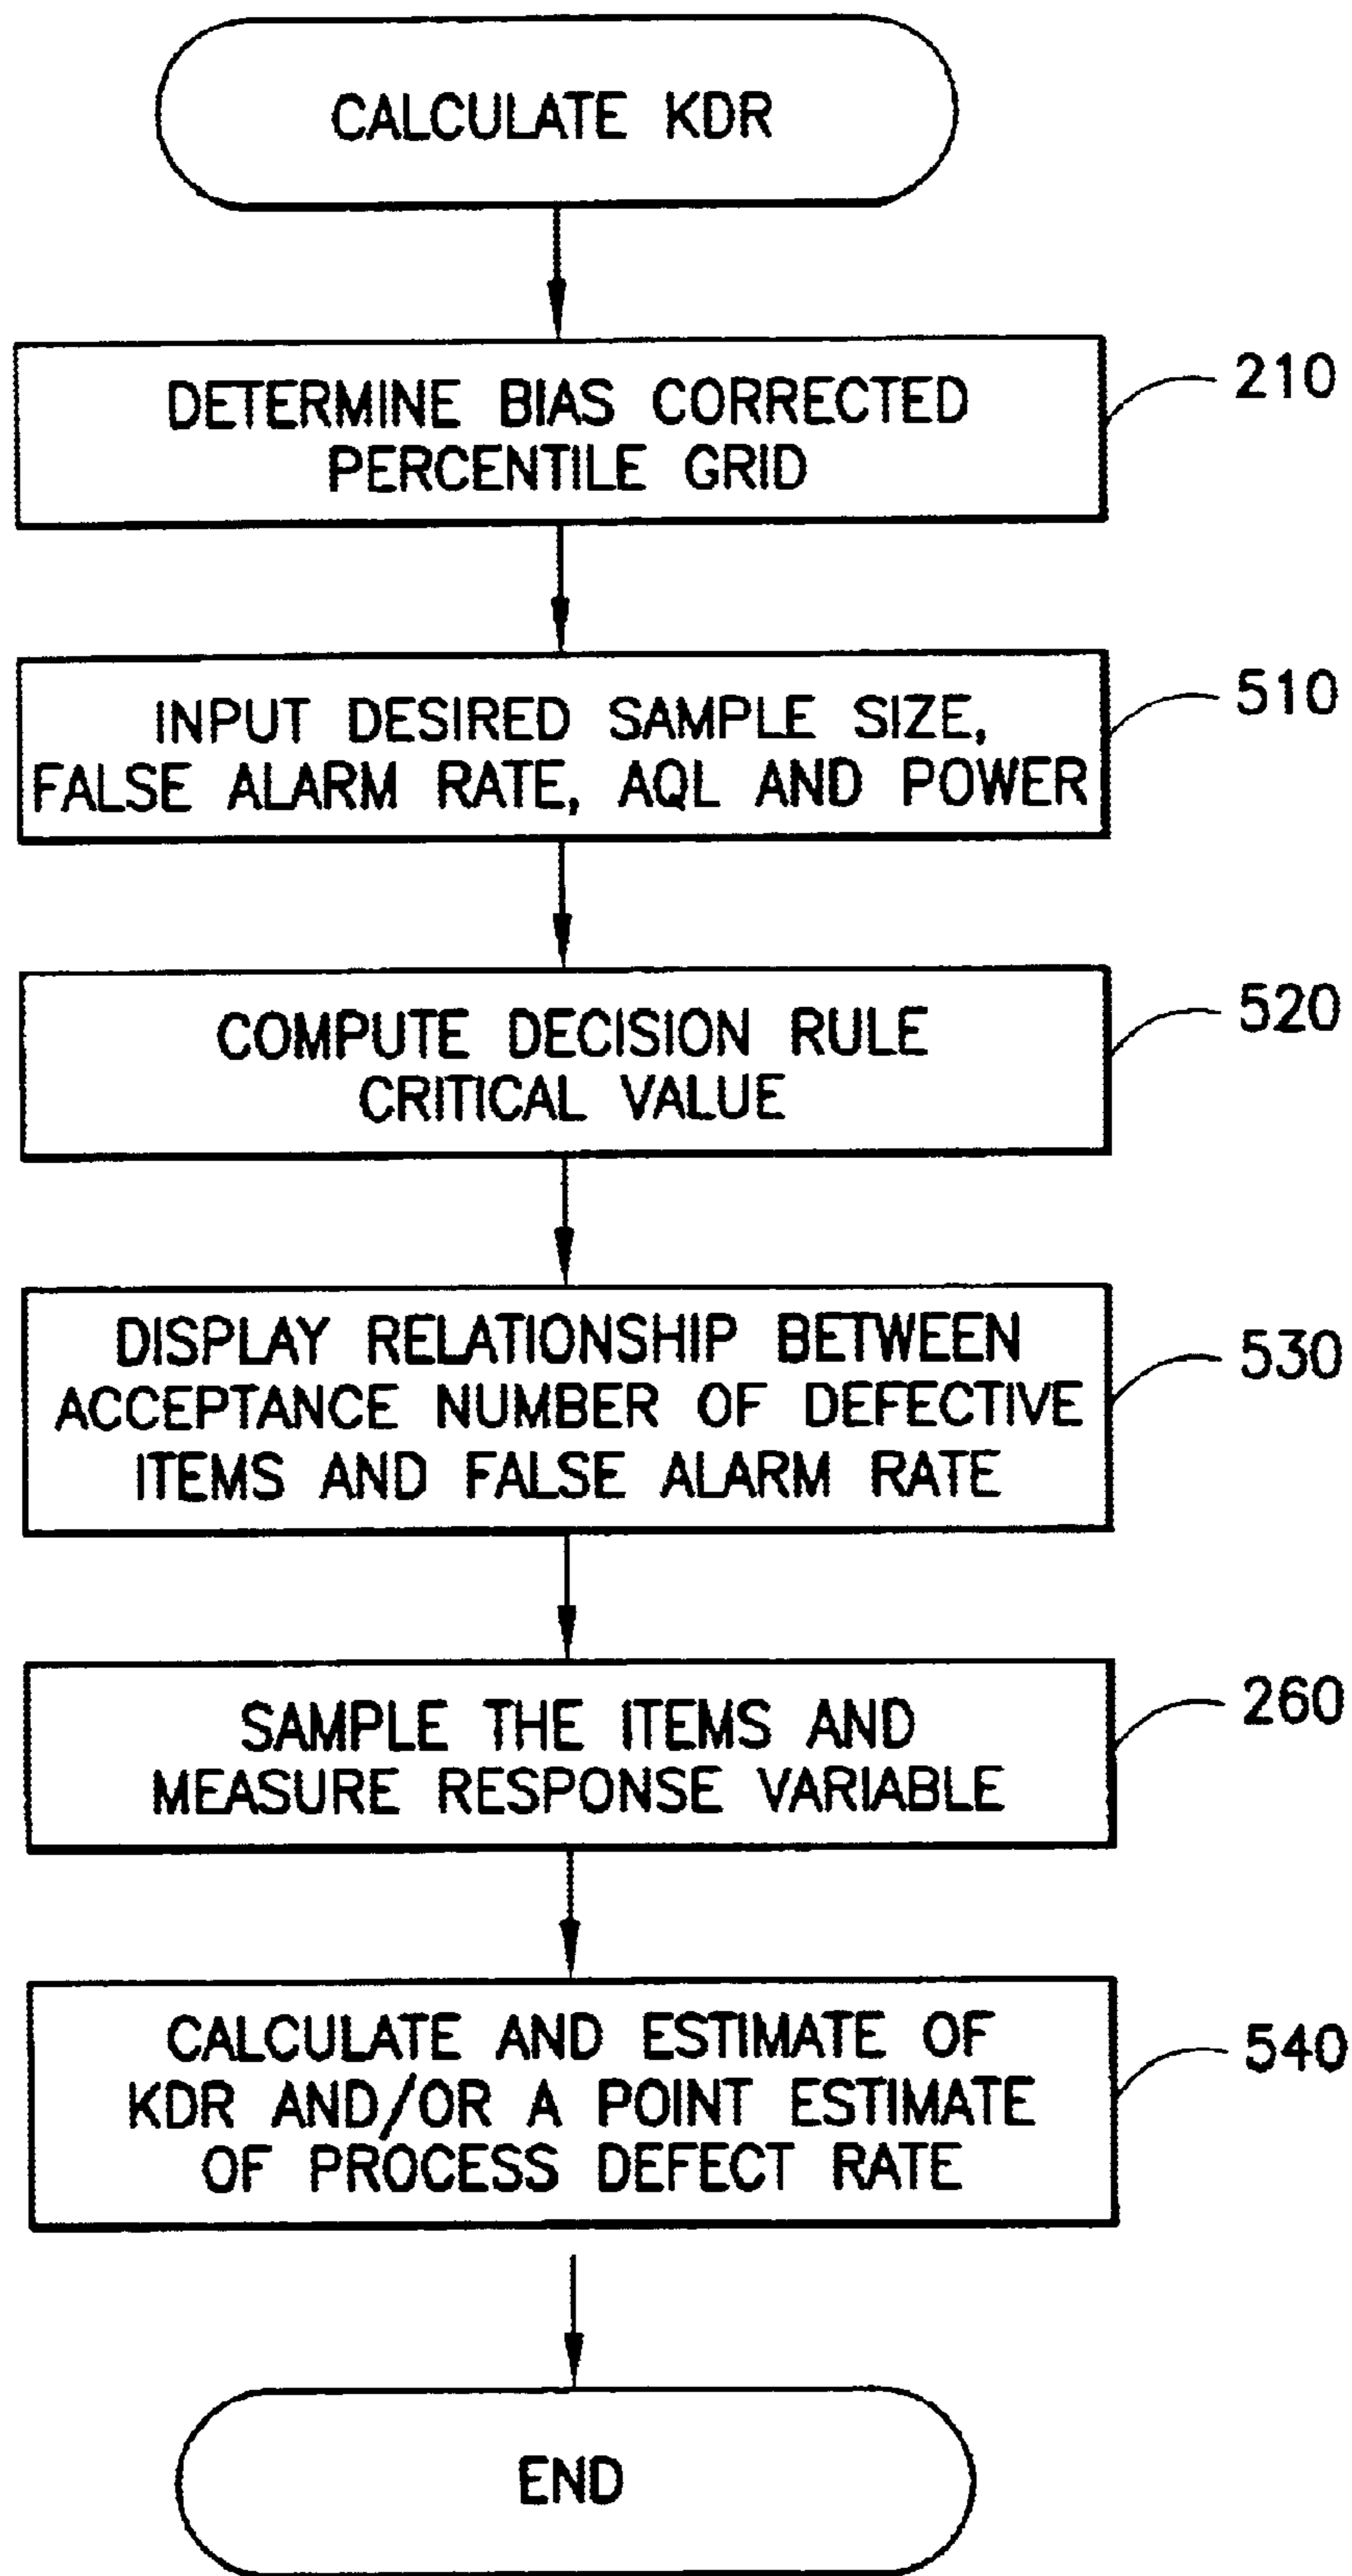 CALCULATE KDR
DETERMINE BIAS CORRECTED
PERCENTILE GRID
210
INPUT DESIRED SAMPLE SIZE,
FALSE ALARM RATE, AQL AND POWER
510
COMPUTE DECISION RULE
CRITICAL VALUE
520
DISPLAY RELATIONSHIP BETWEEN
ACCEPTANCE NUMBER OF DEFECTIVE
ITEMS AND FALSE ALARM RATE
530
SAMPLE THE ITEMS AND
MEASURE RESPONSE VARIABLE
260
CALCULATE AND ESTIMATE OF
KDR AND/OR A POINT ESTIMATE
OF PROCESS DEFECT RATE
540
END